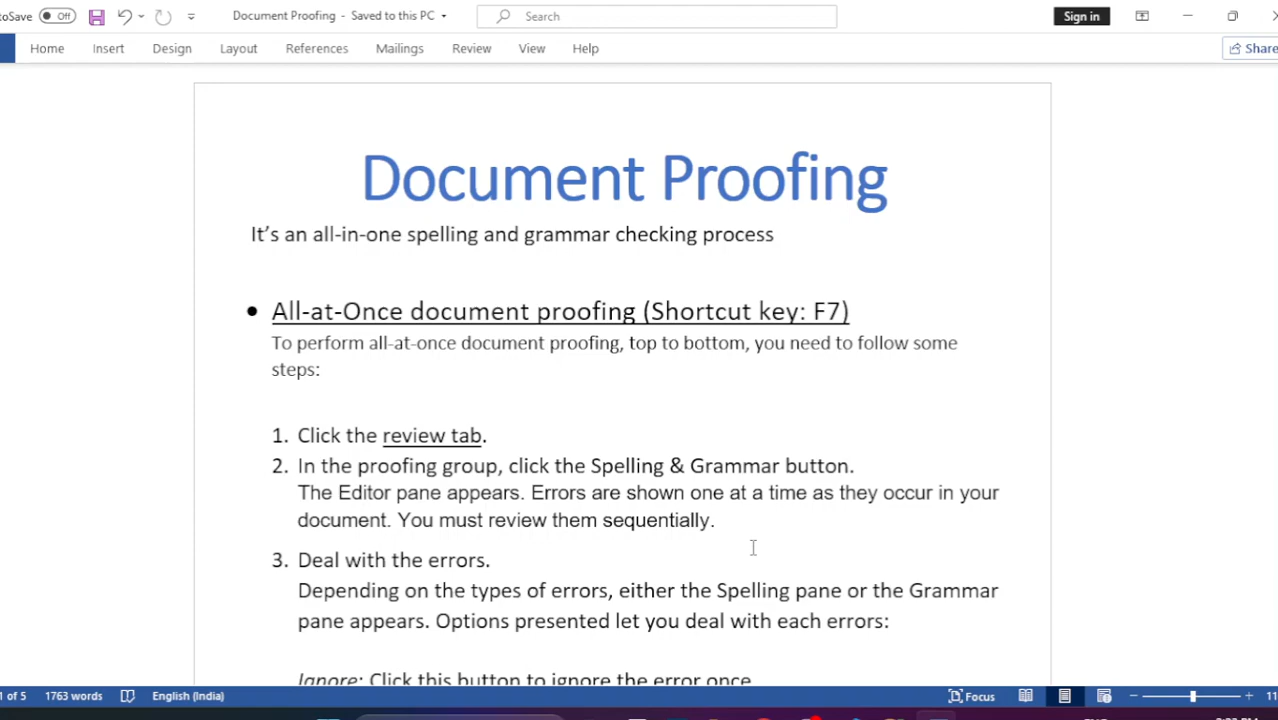 oSave Off Document Proofing - Saved to this PC Search Sign in
Home Insert Design Layout References Mailings Review View Help Share
Document Proofing
It's an all-in-one spelling and grammar checking process
• All-at-Once document proofing (Shortcut key: F7)
To perform all-at-once document proofing, top to bottom, you need to follow some
steps:
1. Click the review tab.
2. In the proofing group, click the Spelling & Grammar button.
The Editor pane appears. Errors are shown one at a time as they occur in your
document. You must review them sequentially.
3. Deal with the errors.
Depending on the types of errors, either the Spelling pane or the Grammar
pane appears. Options presented let you deal with each errors:
Ignore: Click this button to ignore the error once
1 of 5 1763 words English (India) Focus 11